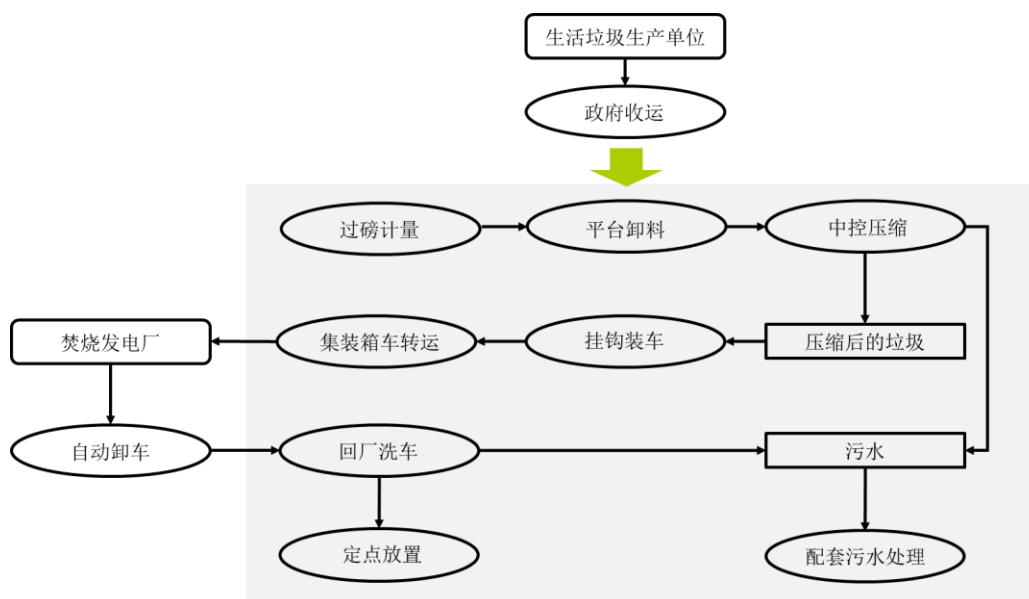 生活垃圾生产单位
政府收运
过磅计量
平台卸料
中控压缩
焚烧发电厂
集装箱车转运
挂钩装车
压缩后的垃圾
自动卸车
回厂洗车
污水
定点放置
配套污水处理